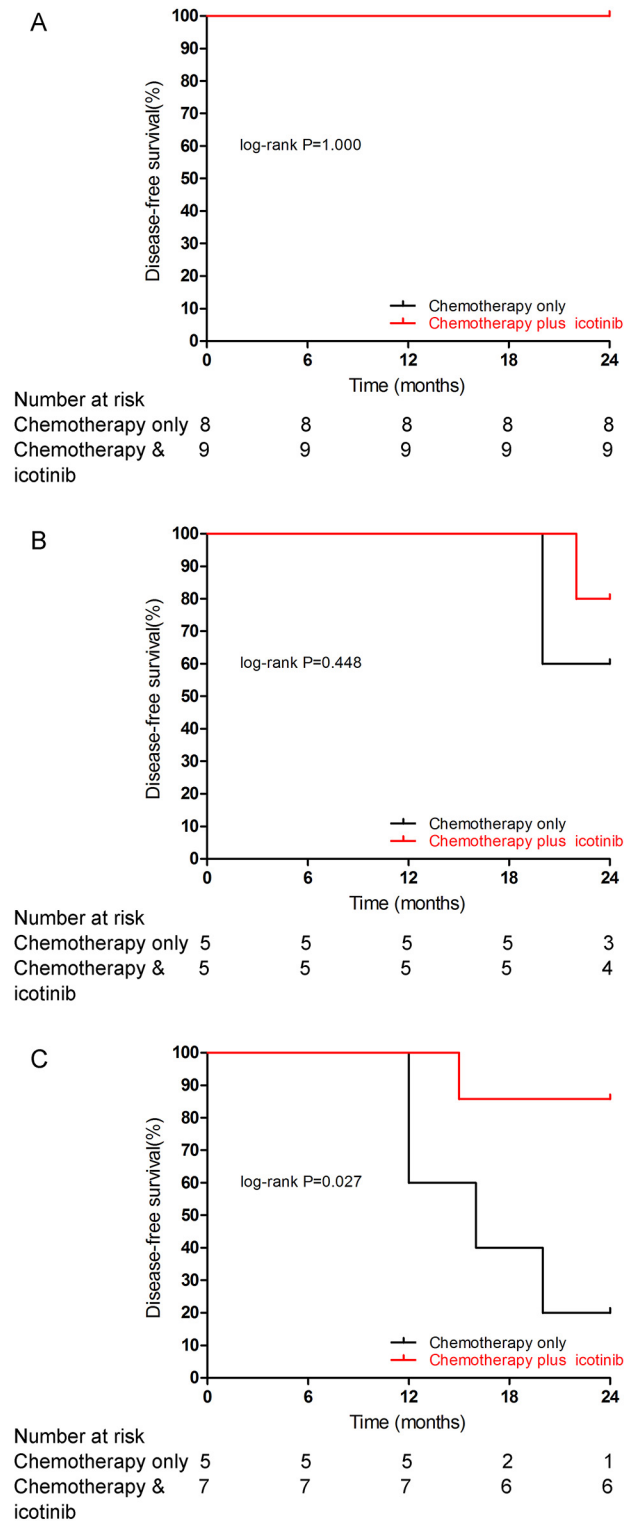 A
Disease-free survival(%)
100
90
80
70
60
50
40
30
20
10
0
log-rank P=1.000
Chemotherapy only
Chemotherapy plus icotinib
0 6 12 18 24
Time (months)
Number at risk
Chemotherapy only 8 8 8 8 8
Chemotherapy & 9 9 9 9 9
icotinib
B
Disease-free survival(%)
100
90
80
70
60
50
40
30
20
10
0
log-rank P=0.448
Chemotherapy only
Chemotherapy plus icotinib
0 6 12 18 24
Time (months)
Number at risk
Chemotherapy only 5 5 5 5 3
Chemotherapy & 5 5 5 5 4
icotinib
C
Disease-free survival(%)
100
90
80
70
60
50
40
30
20
10
0
log-rank P=0.027
Chemotherapy only
Chemotherapy plus icotinib
0 6 12 18 24
Time (months)
Number at risk
Chemotherapy only 5 5 5 2 1
Chemotherapy & 7 7 7 6 6
icotinib